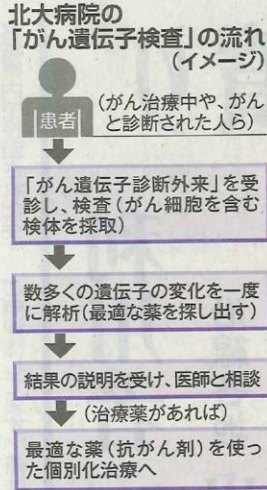 北大病院の
「がん遺伝子検査」の流れ
(イメージ)
患者
(がん治療中や、がん
と診断された人ら)
「がん遺伝子診断外来」を受
診し、検査(がん細胞を含む
検体を採取)
数多くの遺伝子の変化を一度
に解析(最適な薬を探し出す)
結果の説明を受け、医師と相談
(治療薬があれば)
最適な薬(抗がん剤)を使っ
た個別化治療へ